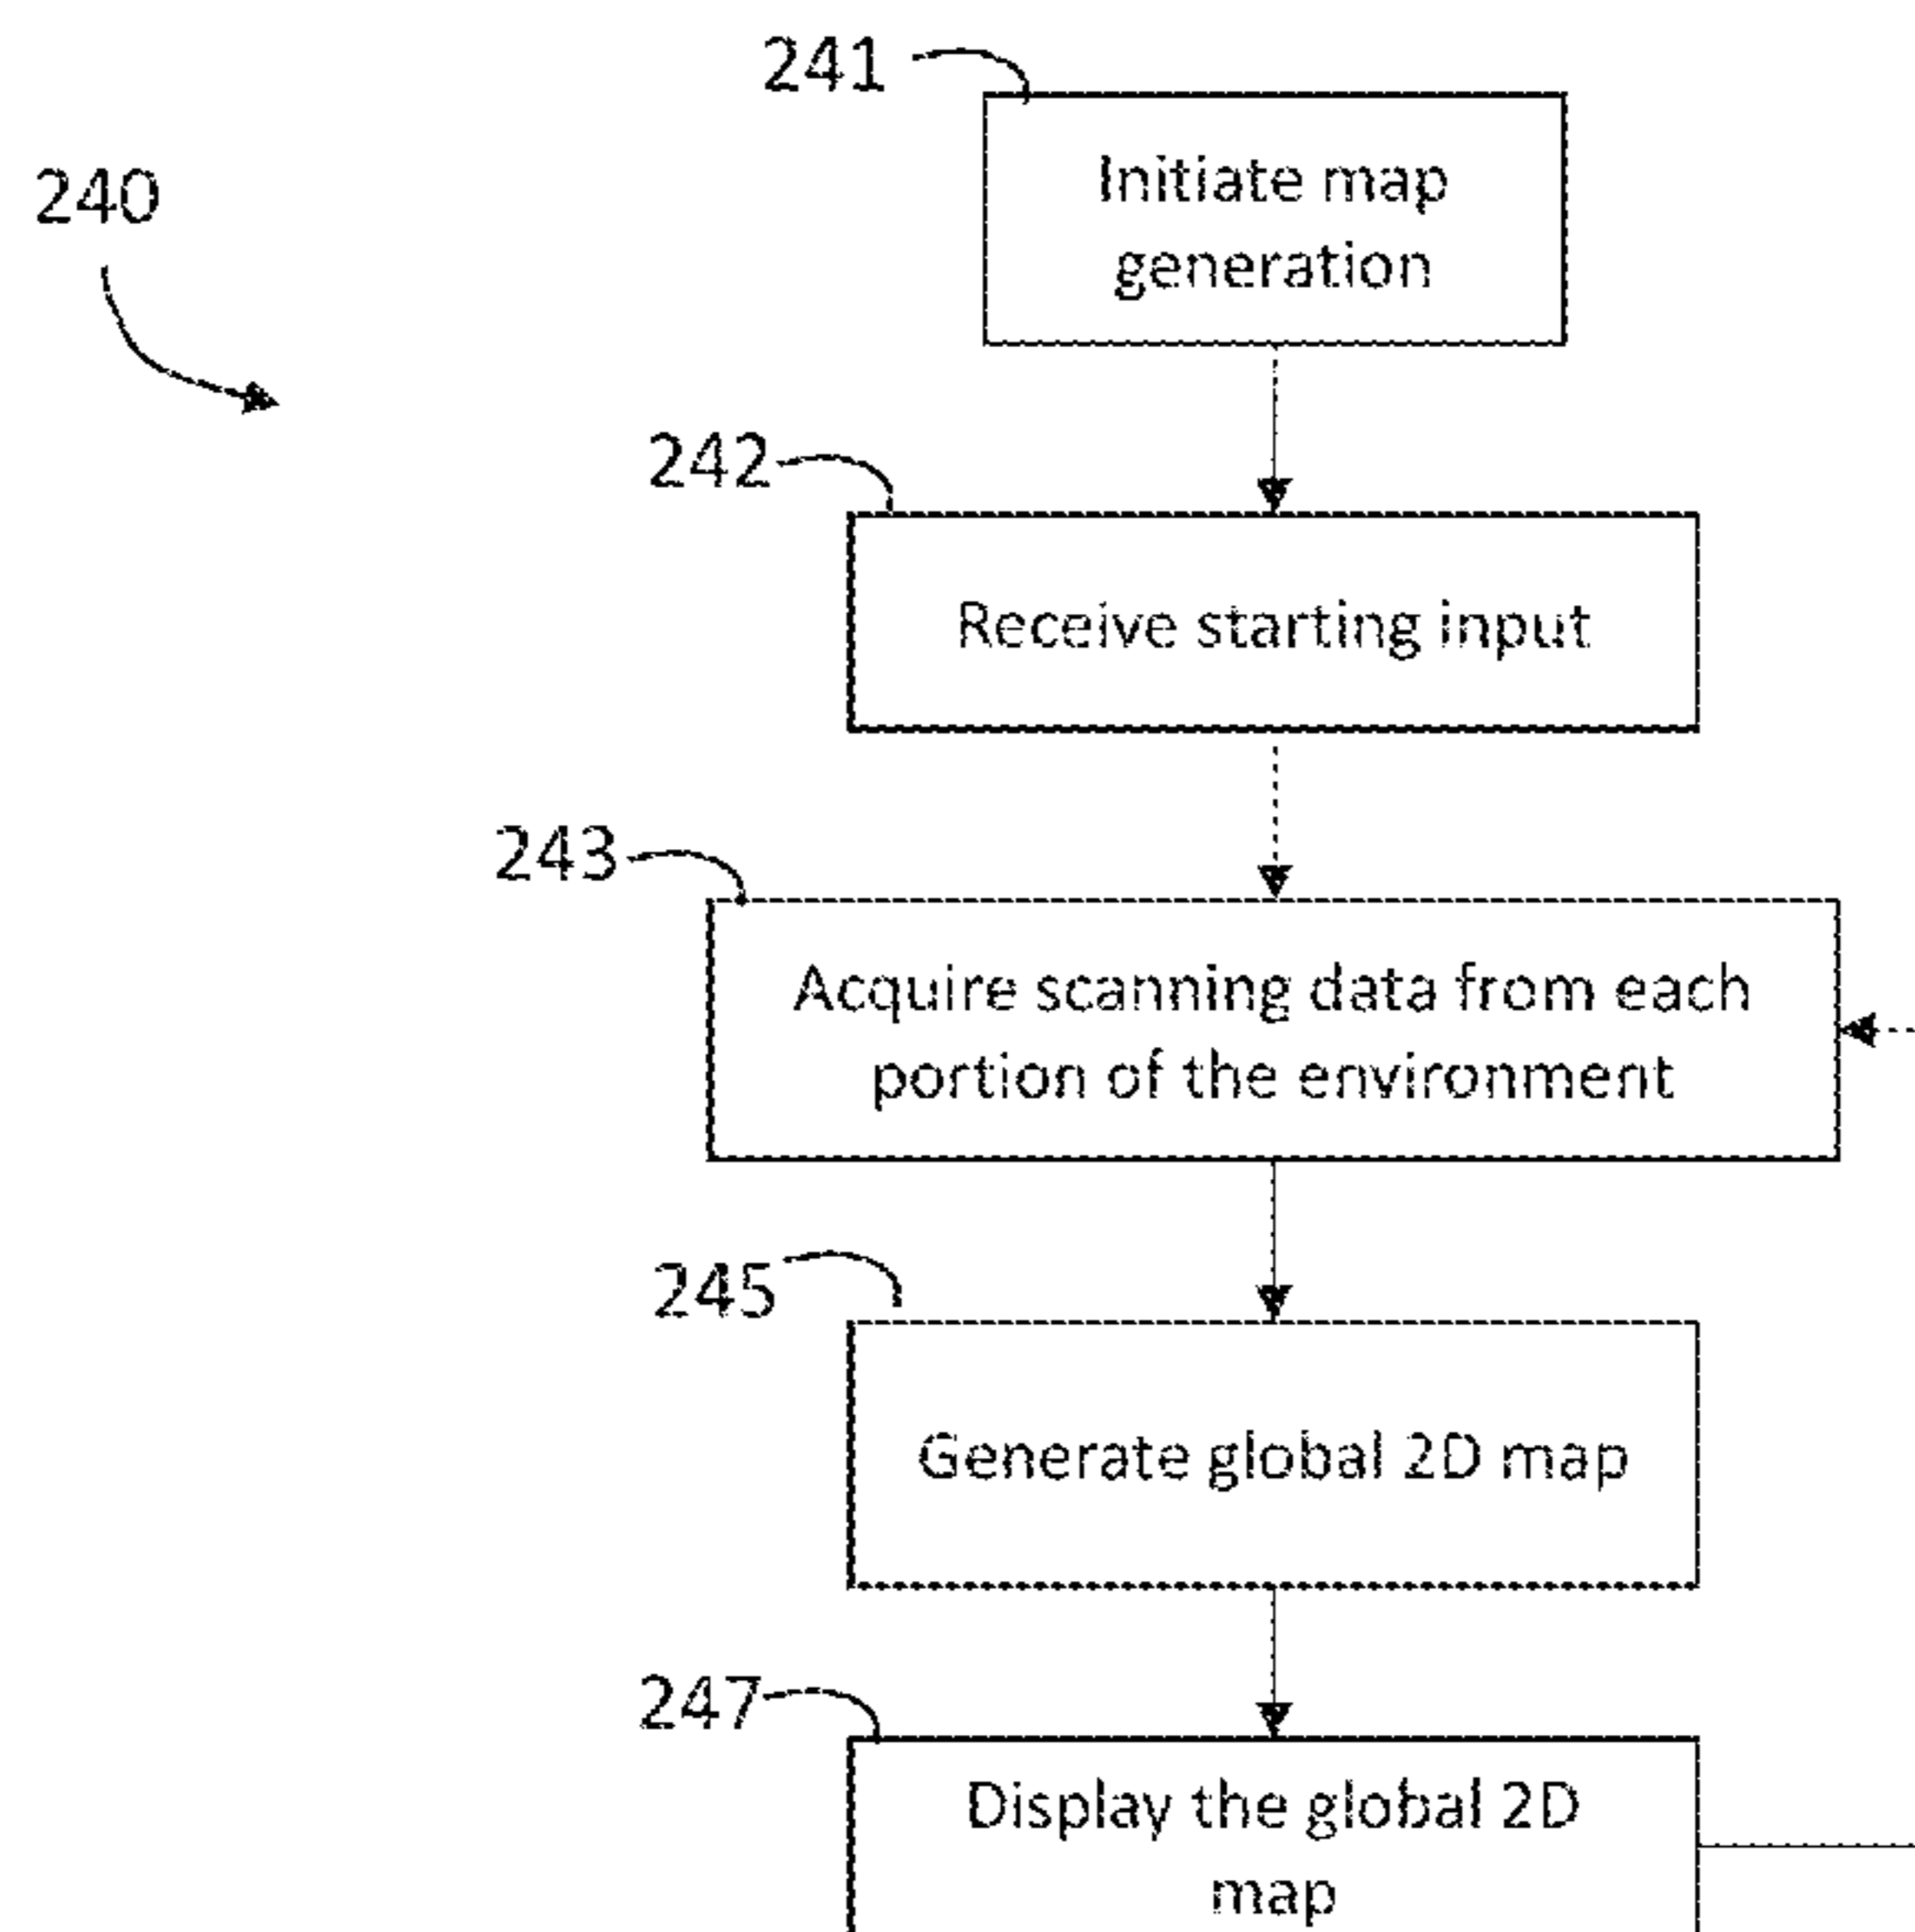 241
Initiate map
generation
240
242
Receive starting input
243
Acquire scanning data from each
portion of the environment
245
Generate global 2D map
247
Display the global 2D
map